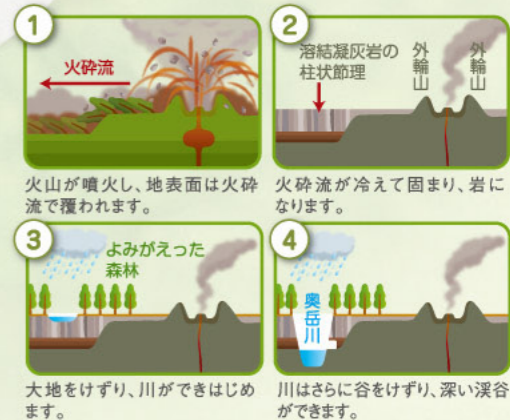 1
火砕流
火山が噴火し、地表面は火砕
流で覆われます。
2
溶結凝灰岩の
柱状節理
外輪山
外輪山
火砕流が冷えて固まり、岩に
なります。
3
よみがえった
森林
大地をけずり、川ができはじめ
ます。
4
奥岳川
川はさらに谷をけずり、深い渓谷
ができます。